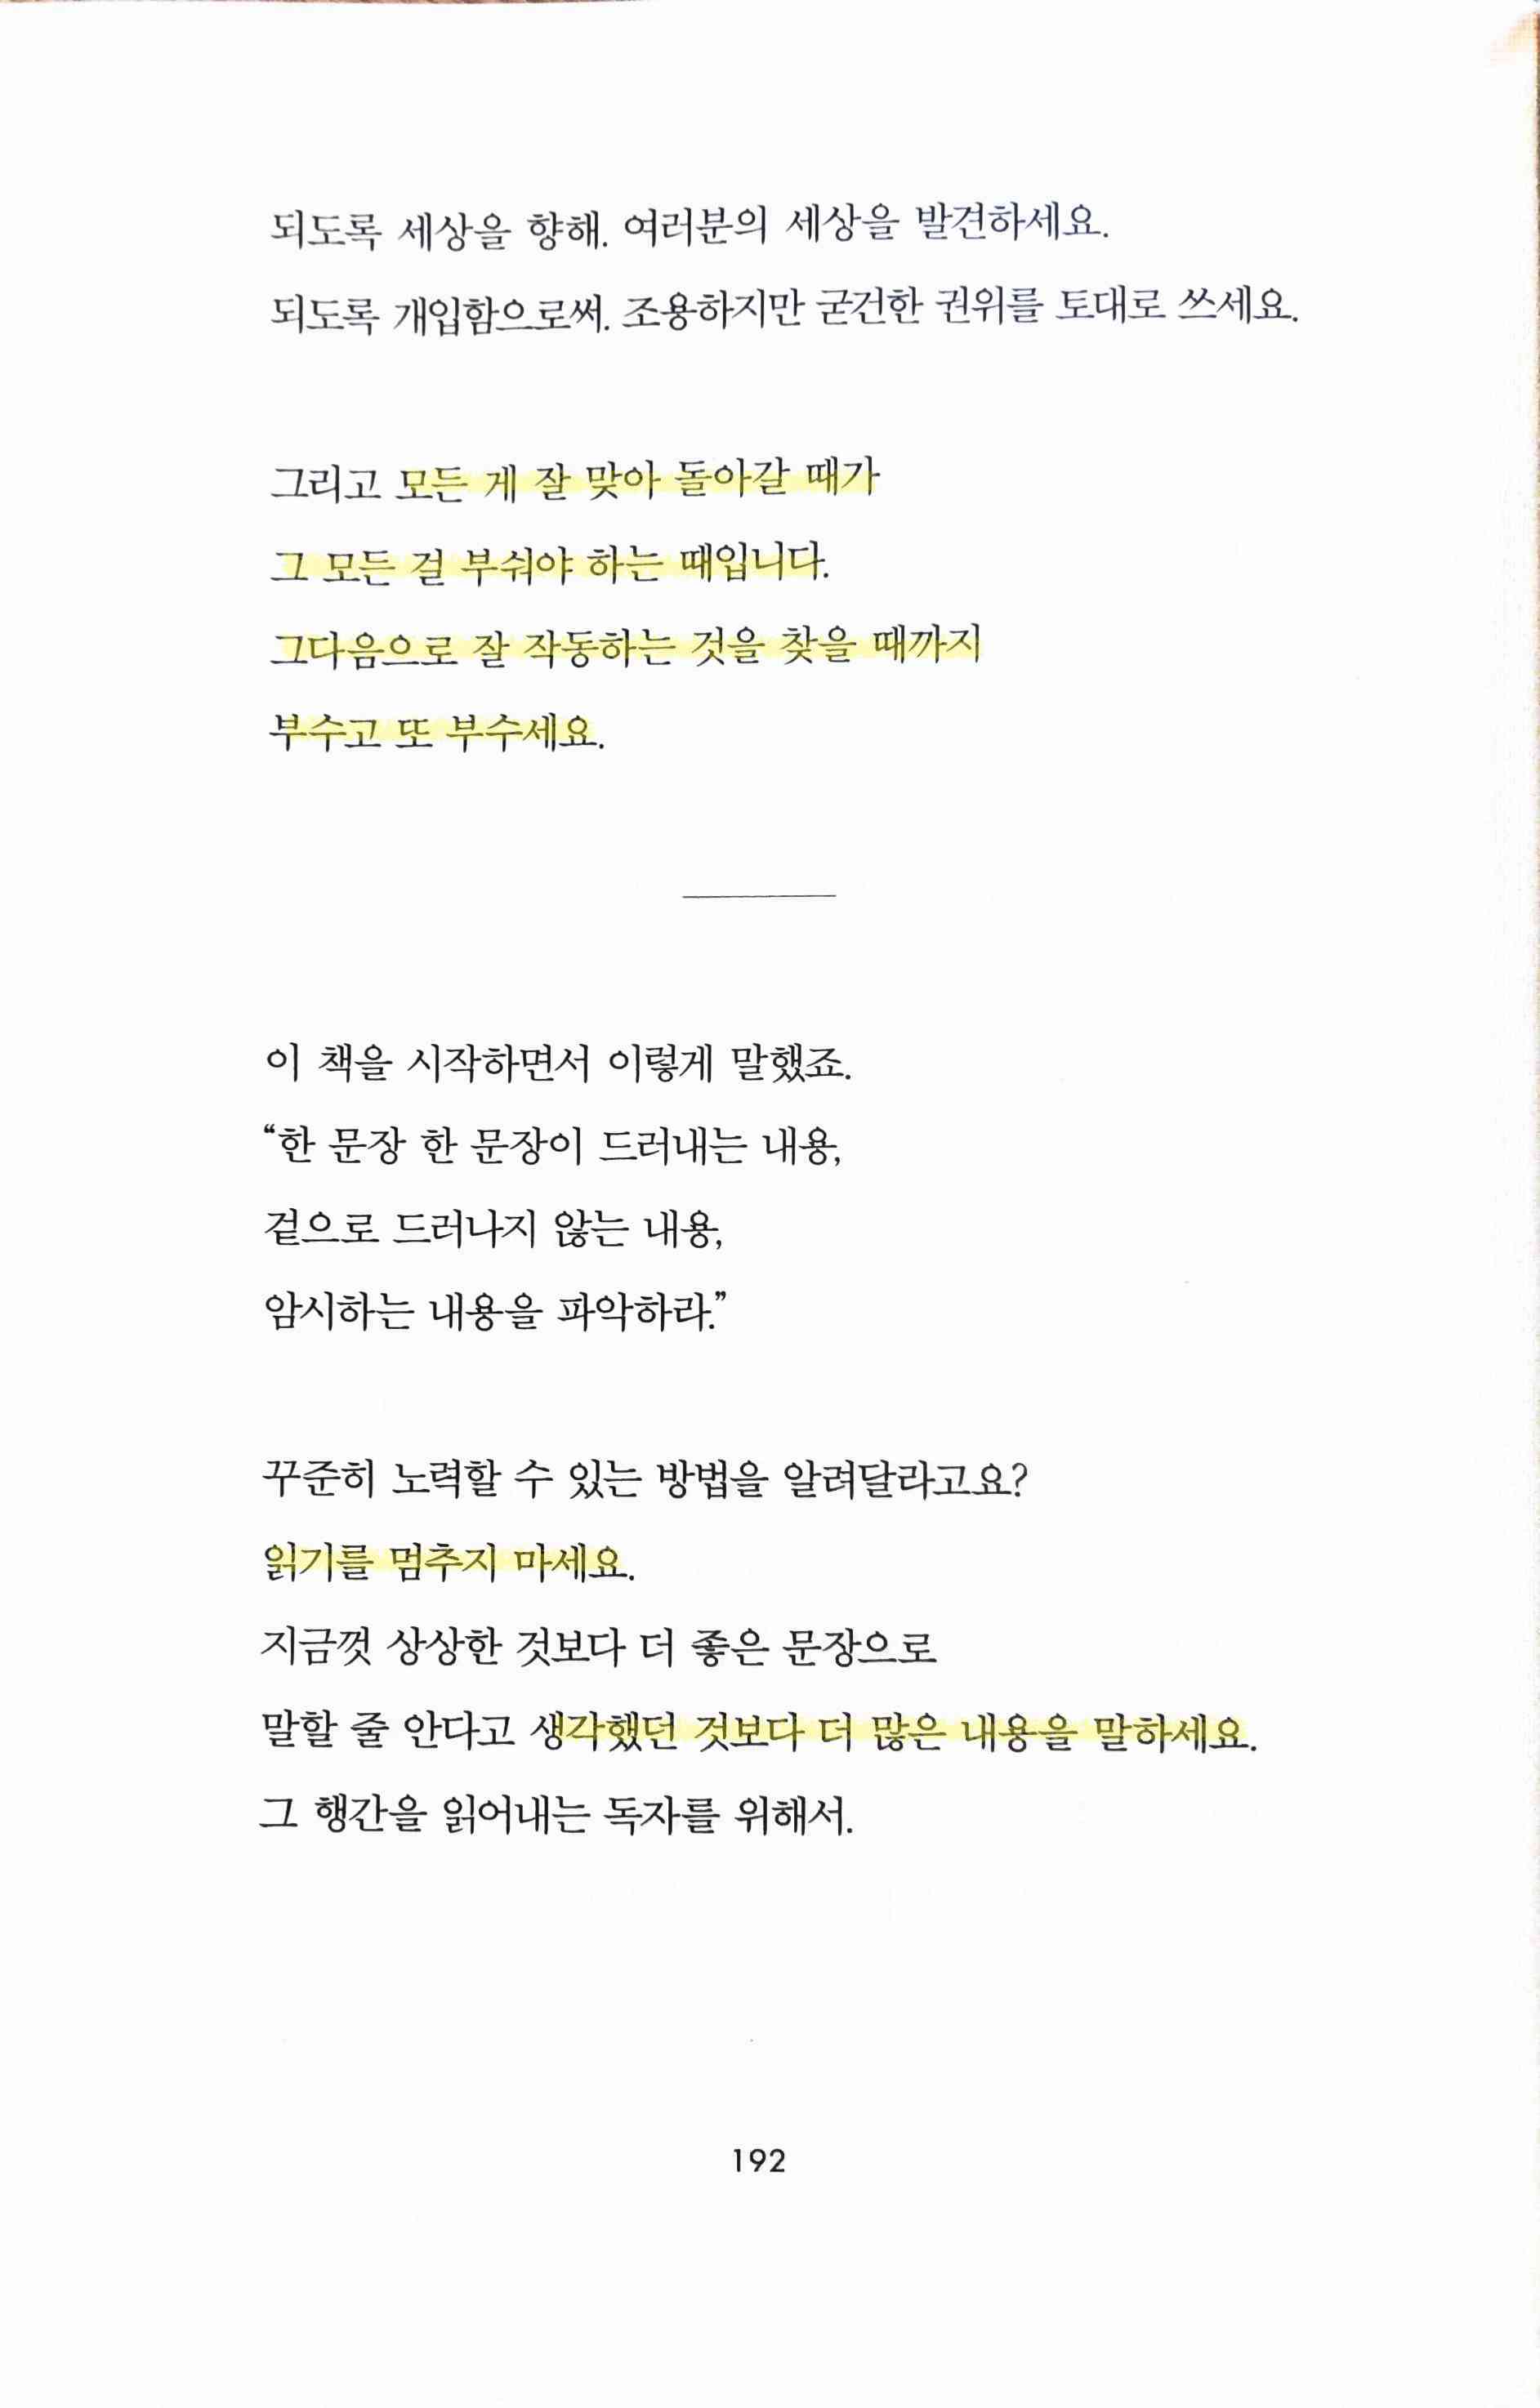 되도록 세상을 향해. 여러분의 세상을 발견하세요.
되도록 개입함으로써. 조용하지만 굳건한 권위를 토대로 쓰세요.
그리고 모든 게 잘 맞아 돌아갈 때가
그 모든 걸 부숴야 하는 때입니다.
그다음으로 잘 작동하는 것을 찾을 때까지
부수고 또 부수세요.
이 책을 시작하면서 이렇게 말했죠.
“한 문장 한 문장이 드러내는 내용,
겉으로 드러나지 않는 내용,
암시하는 내용을 파악하라.”
꾸준히 노력할 수 있는 방법을 알려달라고요?
읽기를 멈추지 마세요.
지금껏 상상한 것보다 더 좋은 문장으로
말할 줄 안다고 생각했던 것보다 더 많은 내용을 말하세요.
그 행간을 읽어내는 독자를 위해서.
192